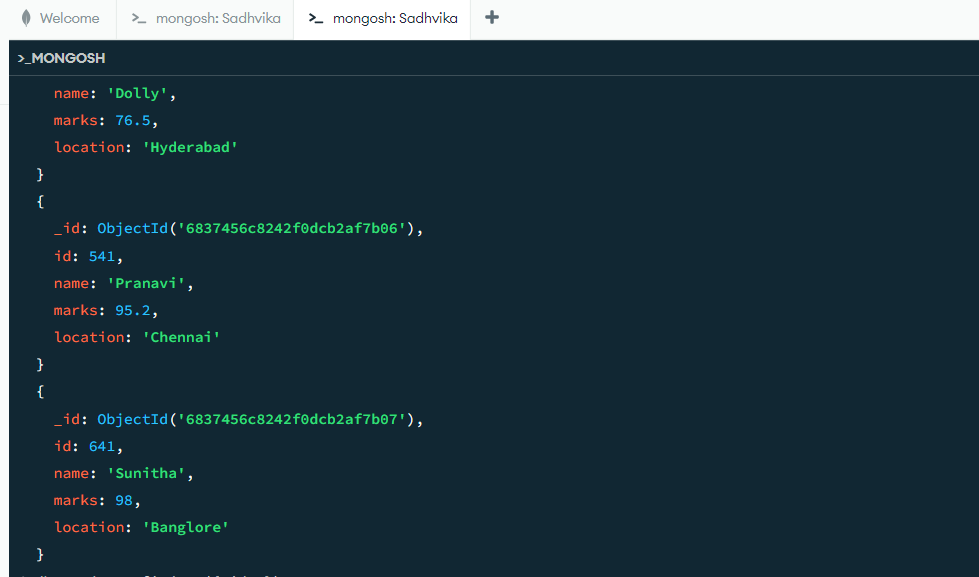 Welcome
>_ mongosh: Sadhvika
>_ mongosh: Sadhvika
+
>_MONGOSH
name: 'Dolly',
marks: 76.5,
location: 'Hyderabad'
}
{
_id: ObjectId('6837456c8242f0dcb2af7b06'),
id: 541,
name: 'Pranavi',
marks: 95.2,
location: 'Chennai'
}
{
_id: ObjectId('6837456c8242f0dcb2af7b07'),
id: 641,
name: 'Sunitha',
marks: 98,
location: 'Banglore'
}